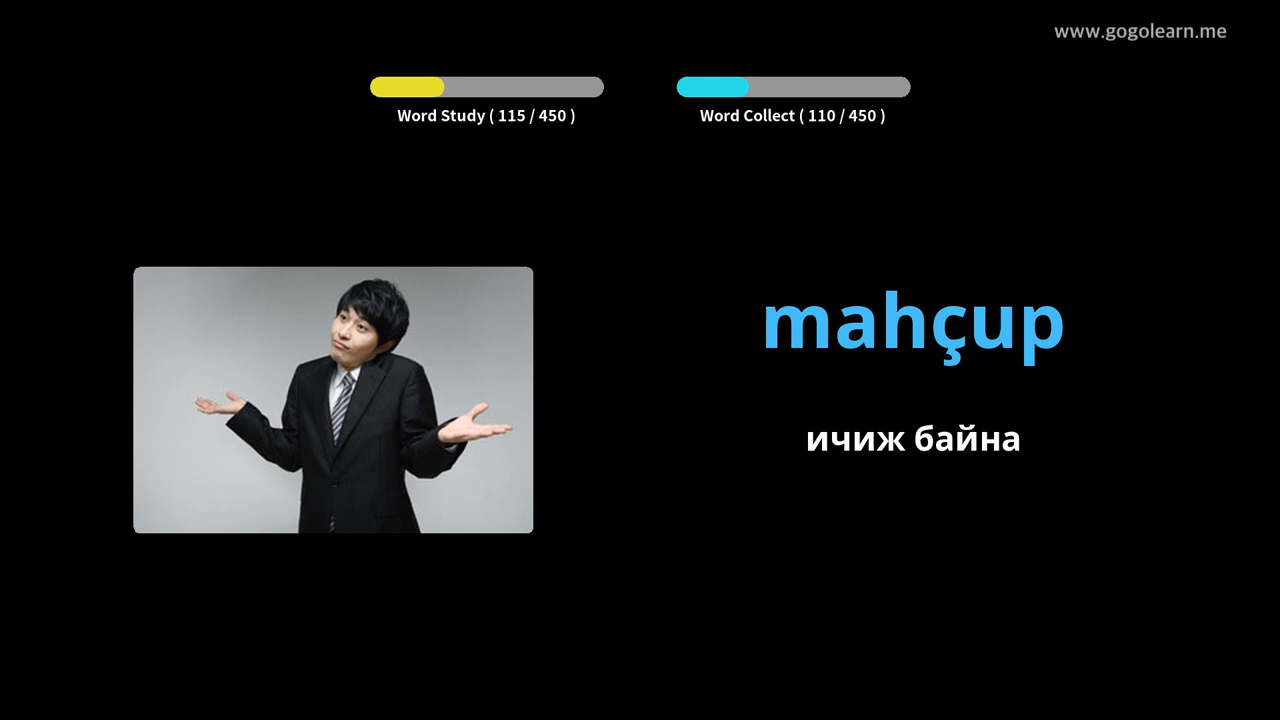 www.gogolearn.me
Word Study ( 115 / 450 )
Word Collect ( 110 / 450 )
mahçup
ичиж байна